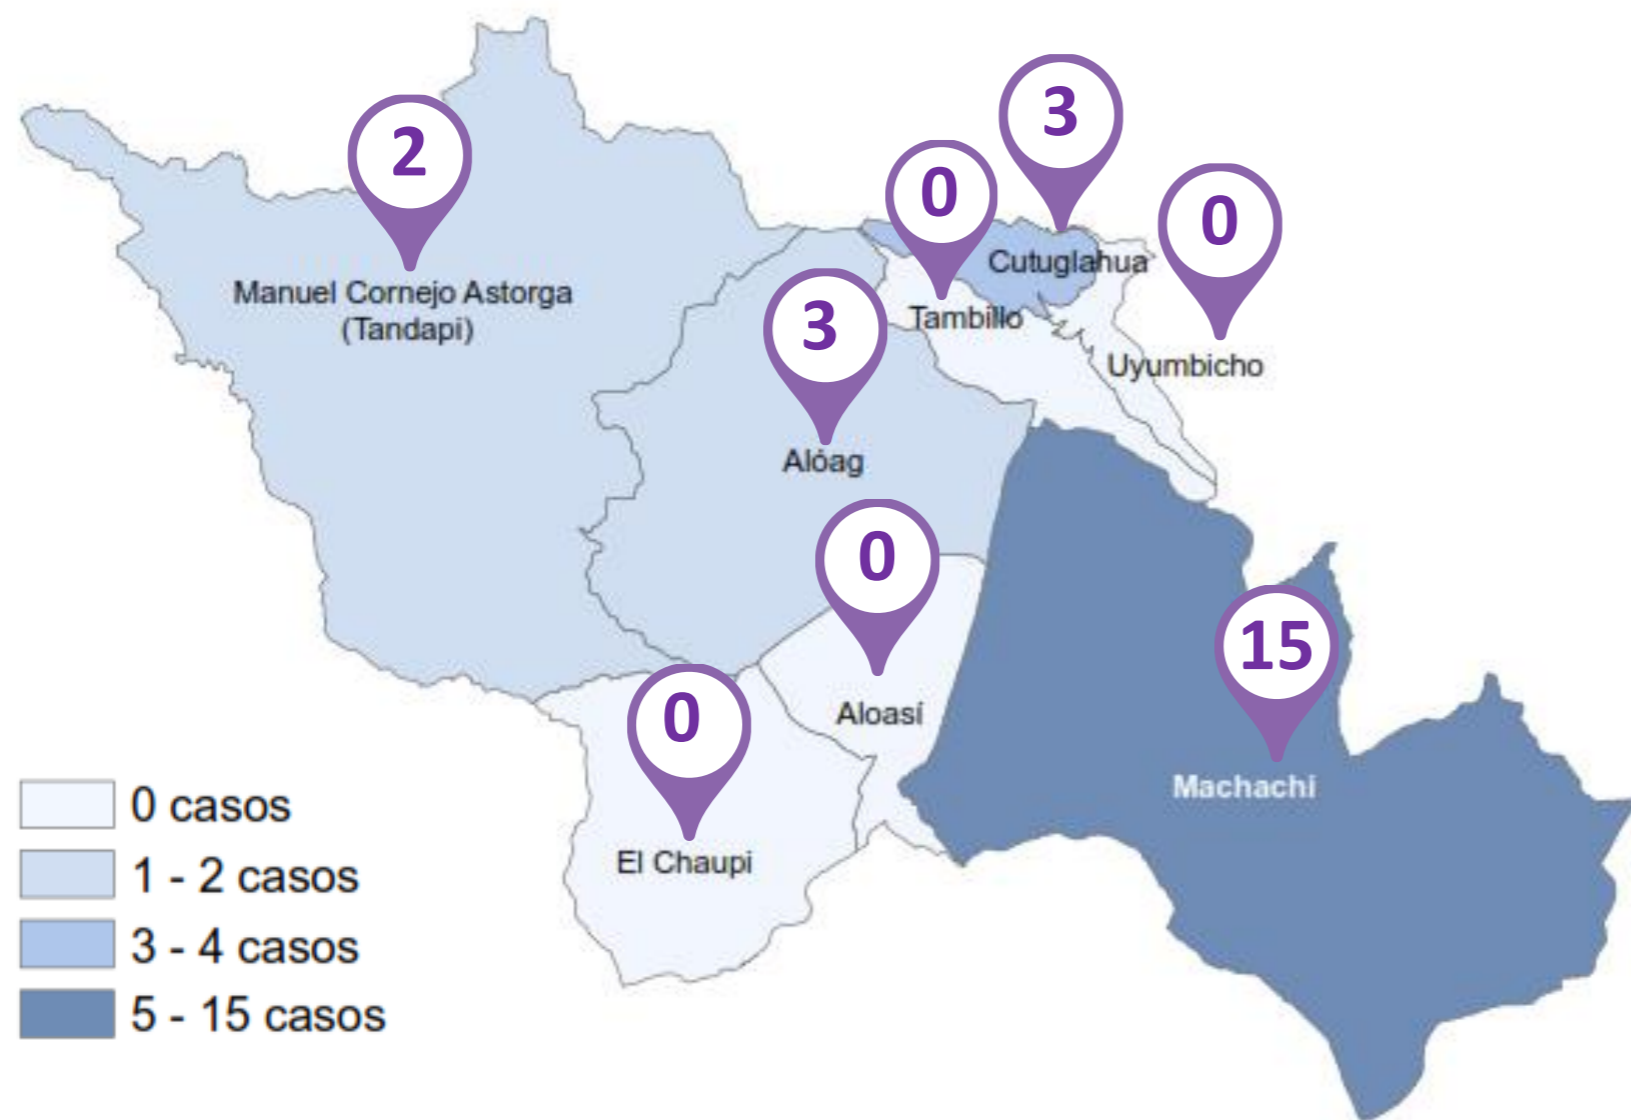 3
2
0
0
Cutuglahua
Manuel Cornejo Astorga
(Tandapi)
3
Tambillo
Uyumbicho
Alóag
0
15
0
Aloasí
Machachi
El Chaupi
0 casos
1 - 2 casos
3 - 4 casos
5 - 15 casos